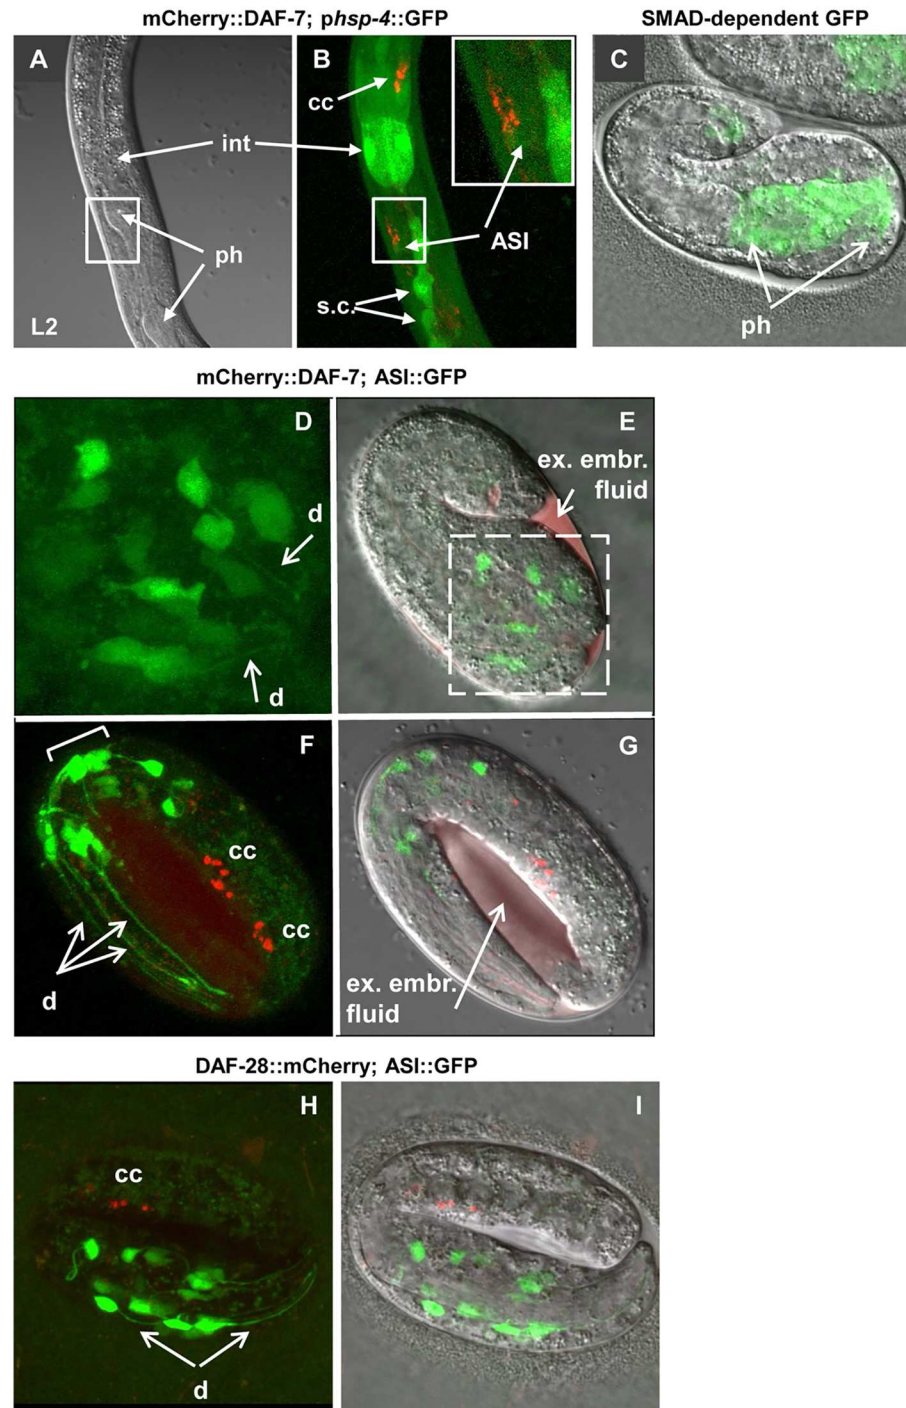 mCherry::DAF-7; phsp-4::GFP
SMAD-dependent GFP
A
B
C
cc
int
ASI
ph
s.c.
L2
ph
mCherry::DAF-7; ASI::GFP
D
E
d
ex. embr.
fluid
d
F
G
cc
cc
d
ex. embr.
fluid
DAF-28::mCherry; ASI::GFP
H
I
cc
d